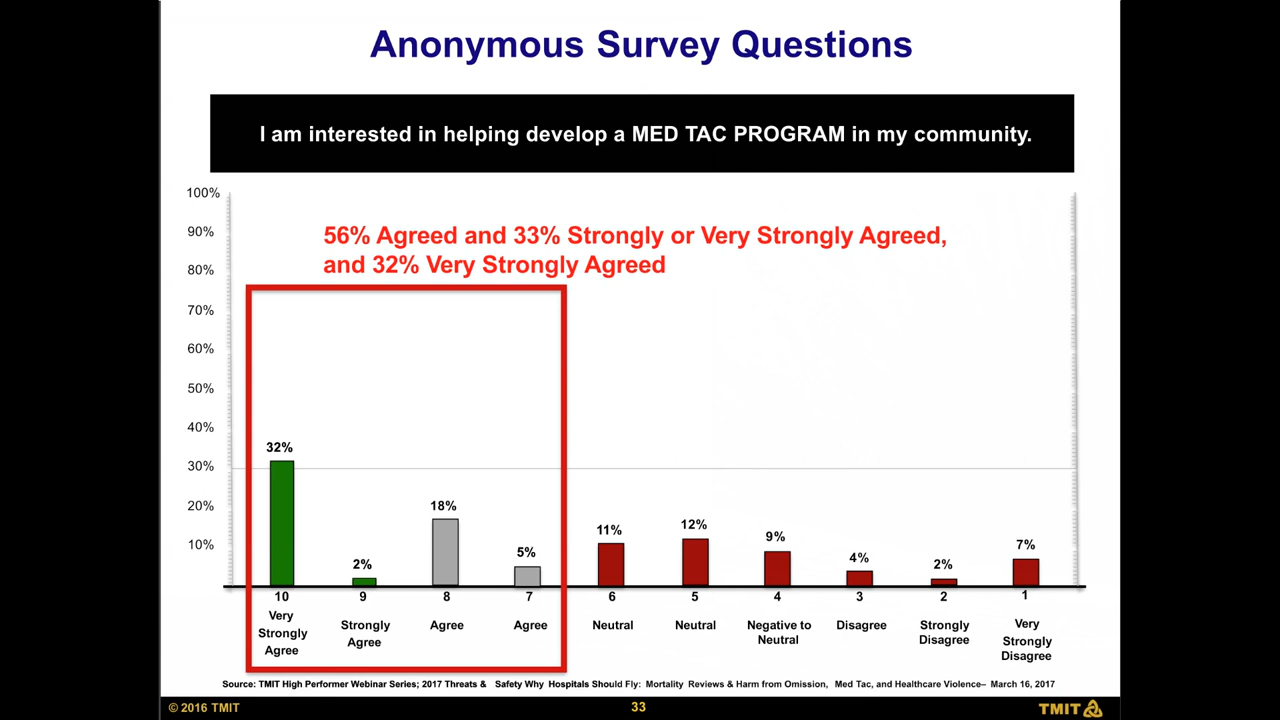 Anonymous Survey Questions
I am interested in helping develop a MED TAC PROGRAM in my community.
100%
90%
80%
70%
60%
50%
40%
30%
20%
10%
56% Agreed and 33% Strongly or Very Strongly Agreed,
and 32% Very Strongly Agreed
32%
2%
18%
5%
11%
12%
9%
4%
2%
7%
10 9 8 7 6 5 4 3 2 1
Very
Strongly
Agree
Strongly
Agree
Agree
Agree
Neutral
Neutral
Negative to
Neutral
Disagree
Strongly
Disagree
Very
Strongly
Disagree
Source: TMIT High Performer Webinar Series; 2017 Threats & Safety Why Hospitals Should Fly: Mortality Reviews & Harm from Omission, Med Tac, and Healthcare Violence– March 16, 2017
© 2016 TMIT
33
TMIT